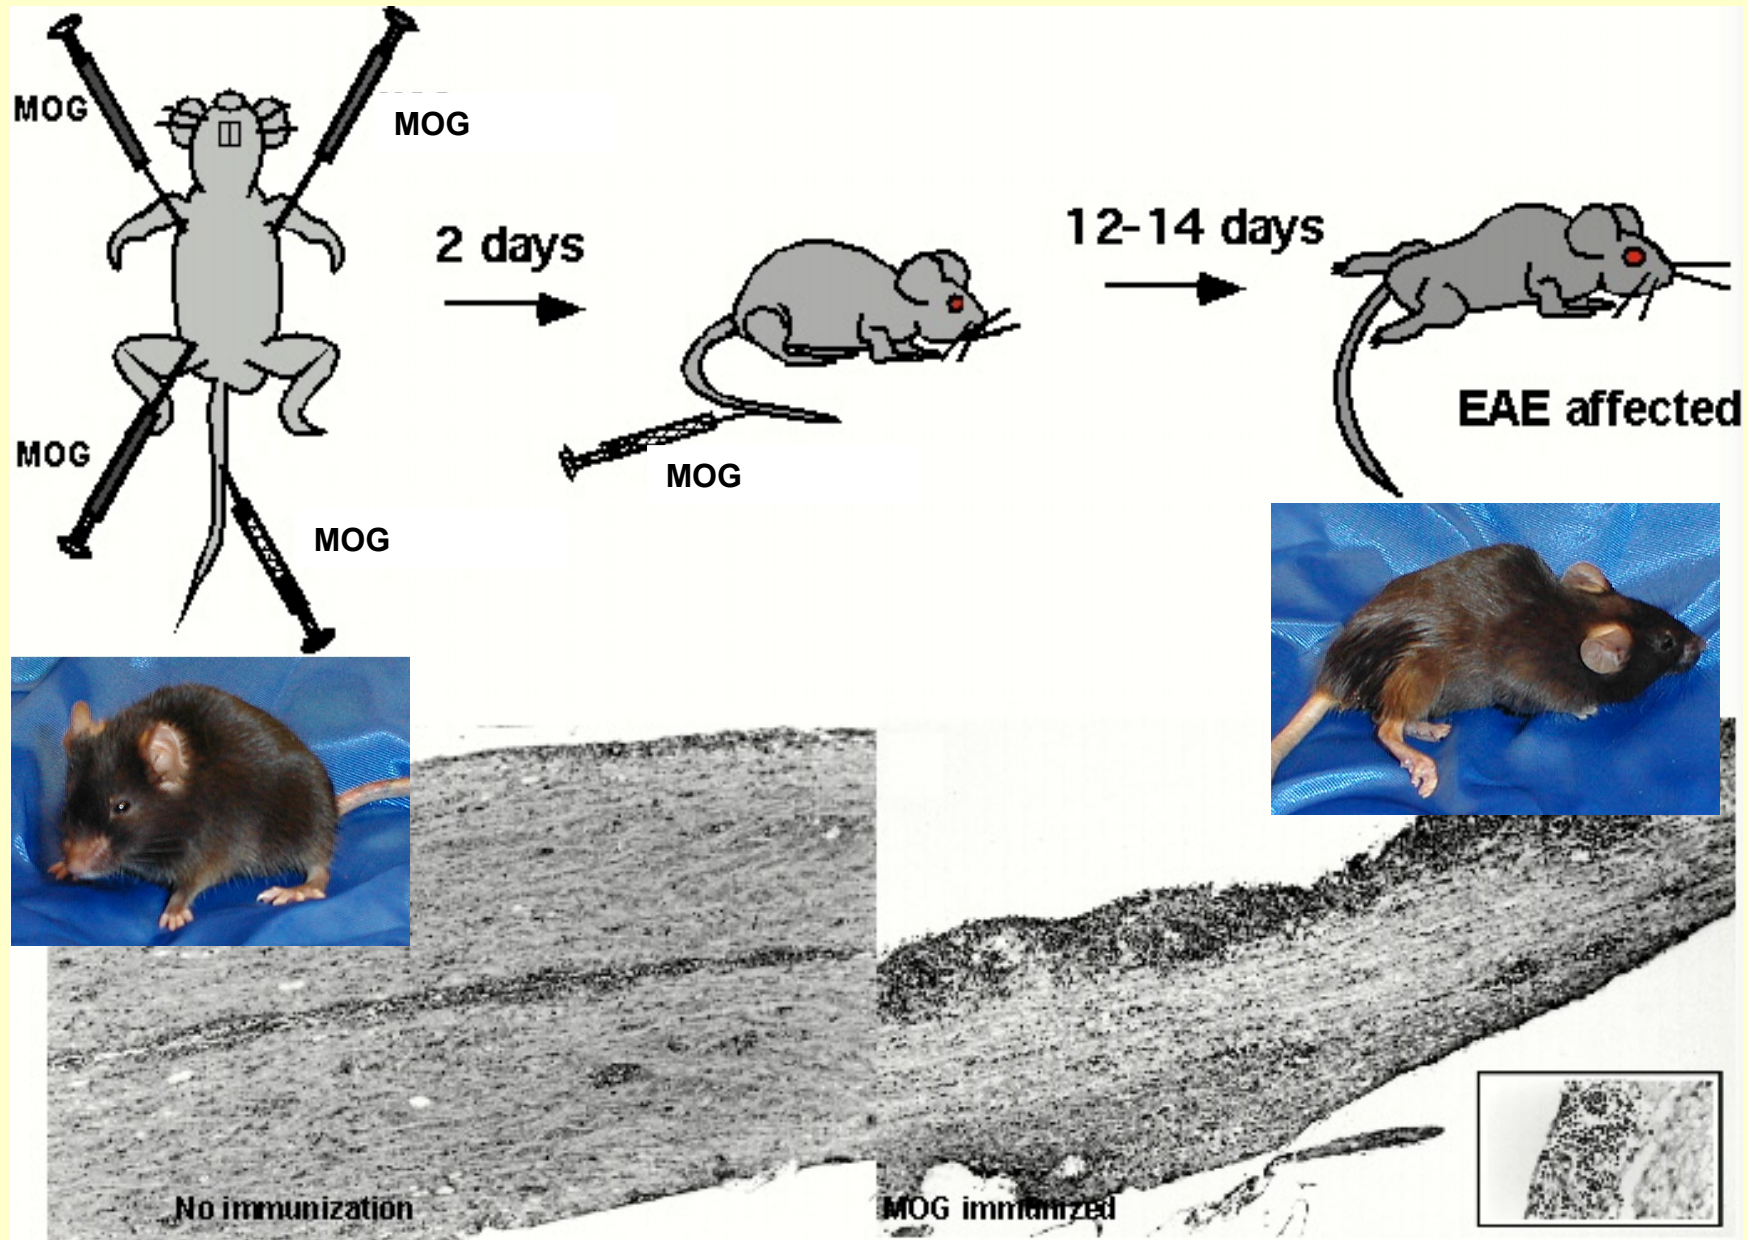 MOG
MOG
2 days
12-14 days
EAE affected
MOG
MOG
MOG
No immunization
MOG immunized